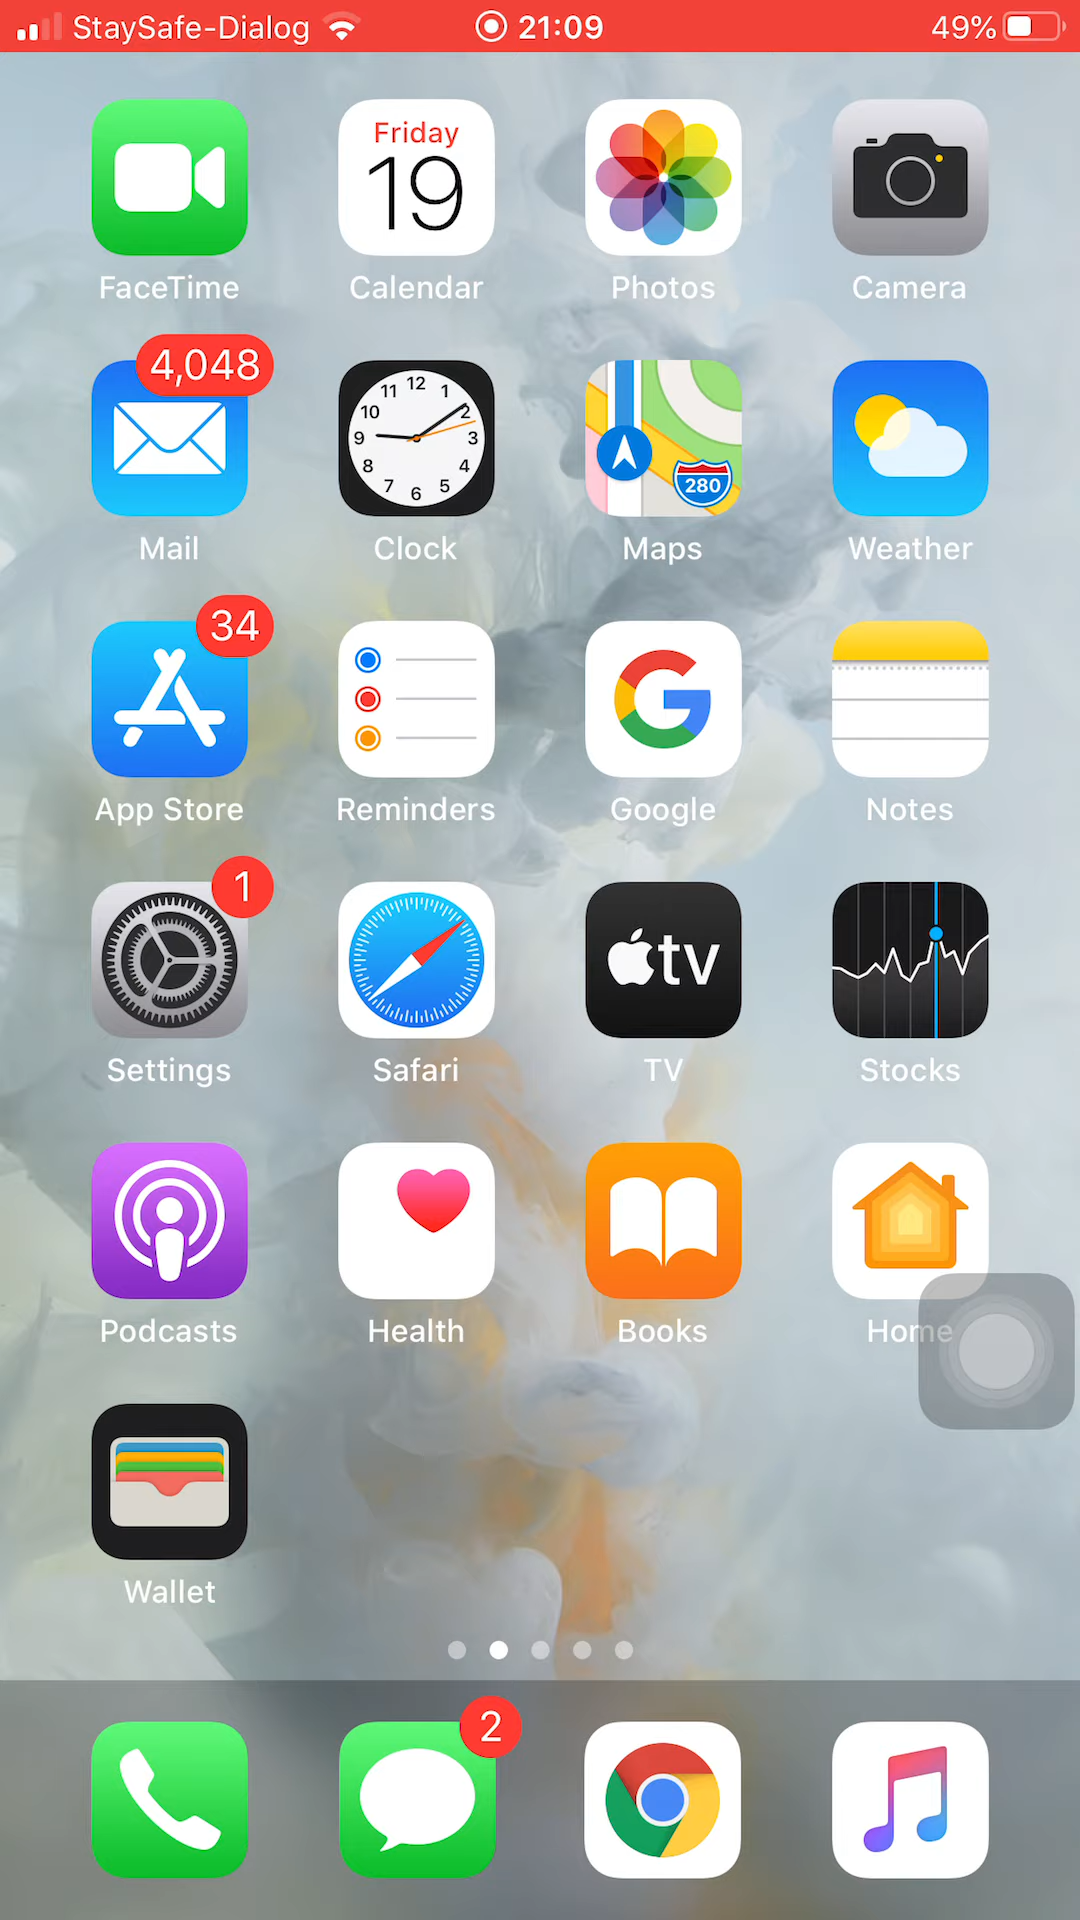 StaySafe-Dialog 21:09 49%
Friday
19
FaceTime Calendar Photos Camera
4,048
12
11 1
10 2
9 3
8 4
7 5
6
280
Mail Clock Maps Weather
34
G
App Store Reminders Google Notes
1
tv
Settings Safari TV Stocks
Podcasts Health Books Home
Wallet
2